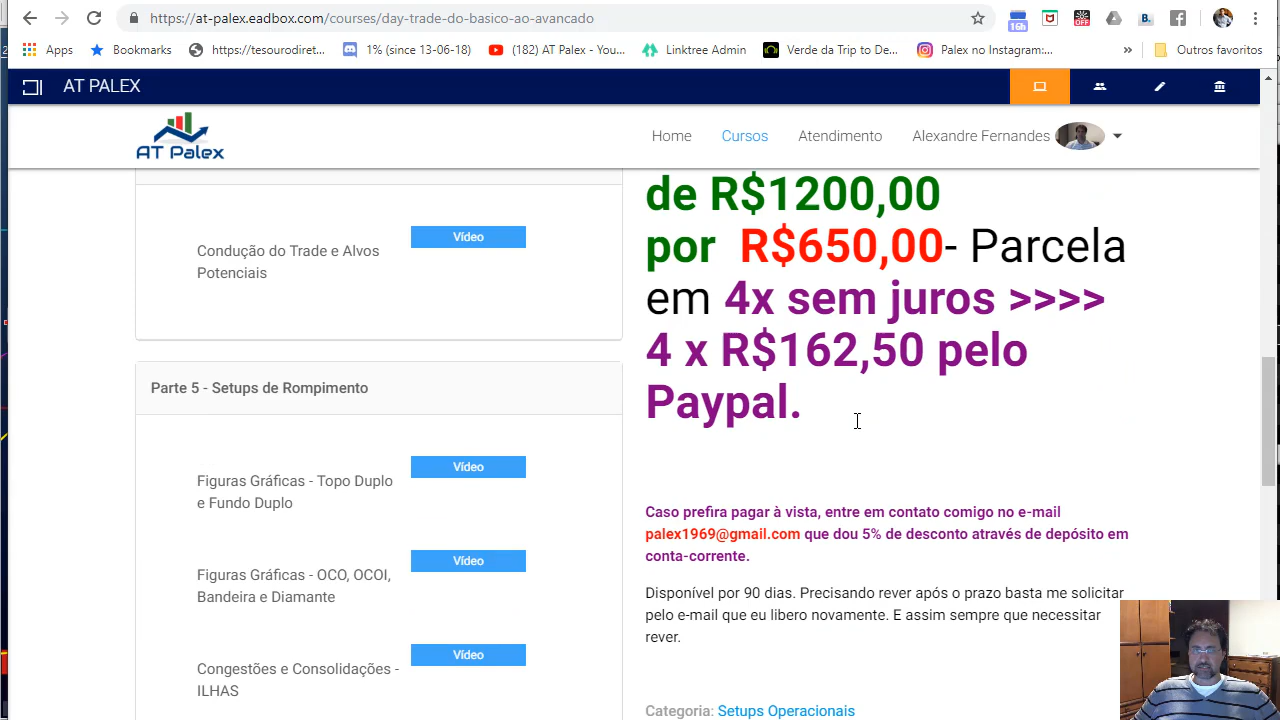 https://at-palex.eadbox.com/courses/day-trade-do-basico-ao-avancado
16h
OFF
B.
Apps
Bookmarks
https://tesourodiret...
1% (since 13-06-18)
(182) AT Palex - You...
Linktree Admin
Verde da Trip to De...
Palex no Instagram:...
»
Outros favoritos
AT PALEX
AT Palex
Home
Cursos
Atendimento
Alexandre Fernandes
Condução do Trade e Alvos
Potenciais
Vídeo
Parte 5 - Setups de Rompimento
Figuras Gráficas - Topo Duplo
e Fundo Duplo
Vídeo
Figuras Gráficas - OCO, OCOI,
Bandeira e Diamante
Vídeo
Congestões e Consolidações -
ILHAS
Vídeo
de R$1200,00
por R$650,00- Parcela
em 4x sem juros >>>>
4 x R$162,50 pelo
Paypal.
Caso prefira pagar à vista, entre em contato comigo no e-mail
palex1969@gmail.com que dou 5% de desconto através de depósito em
conta-corrente.
Disponível por 90 dias. Precisando rever após o prazo basta me solicitar
pelo e-mail que eu libero novamente. E assim sempre que necessitar
rever.
Categoria: Setups Operacionais